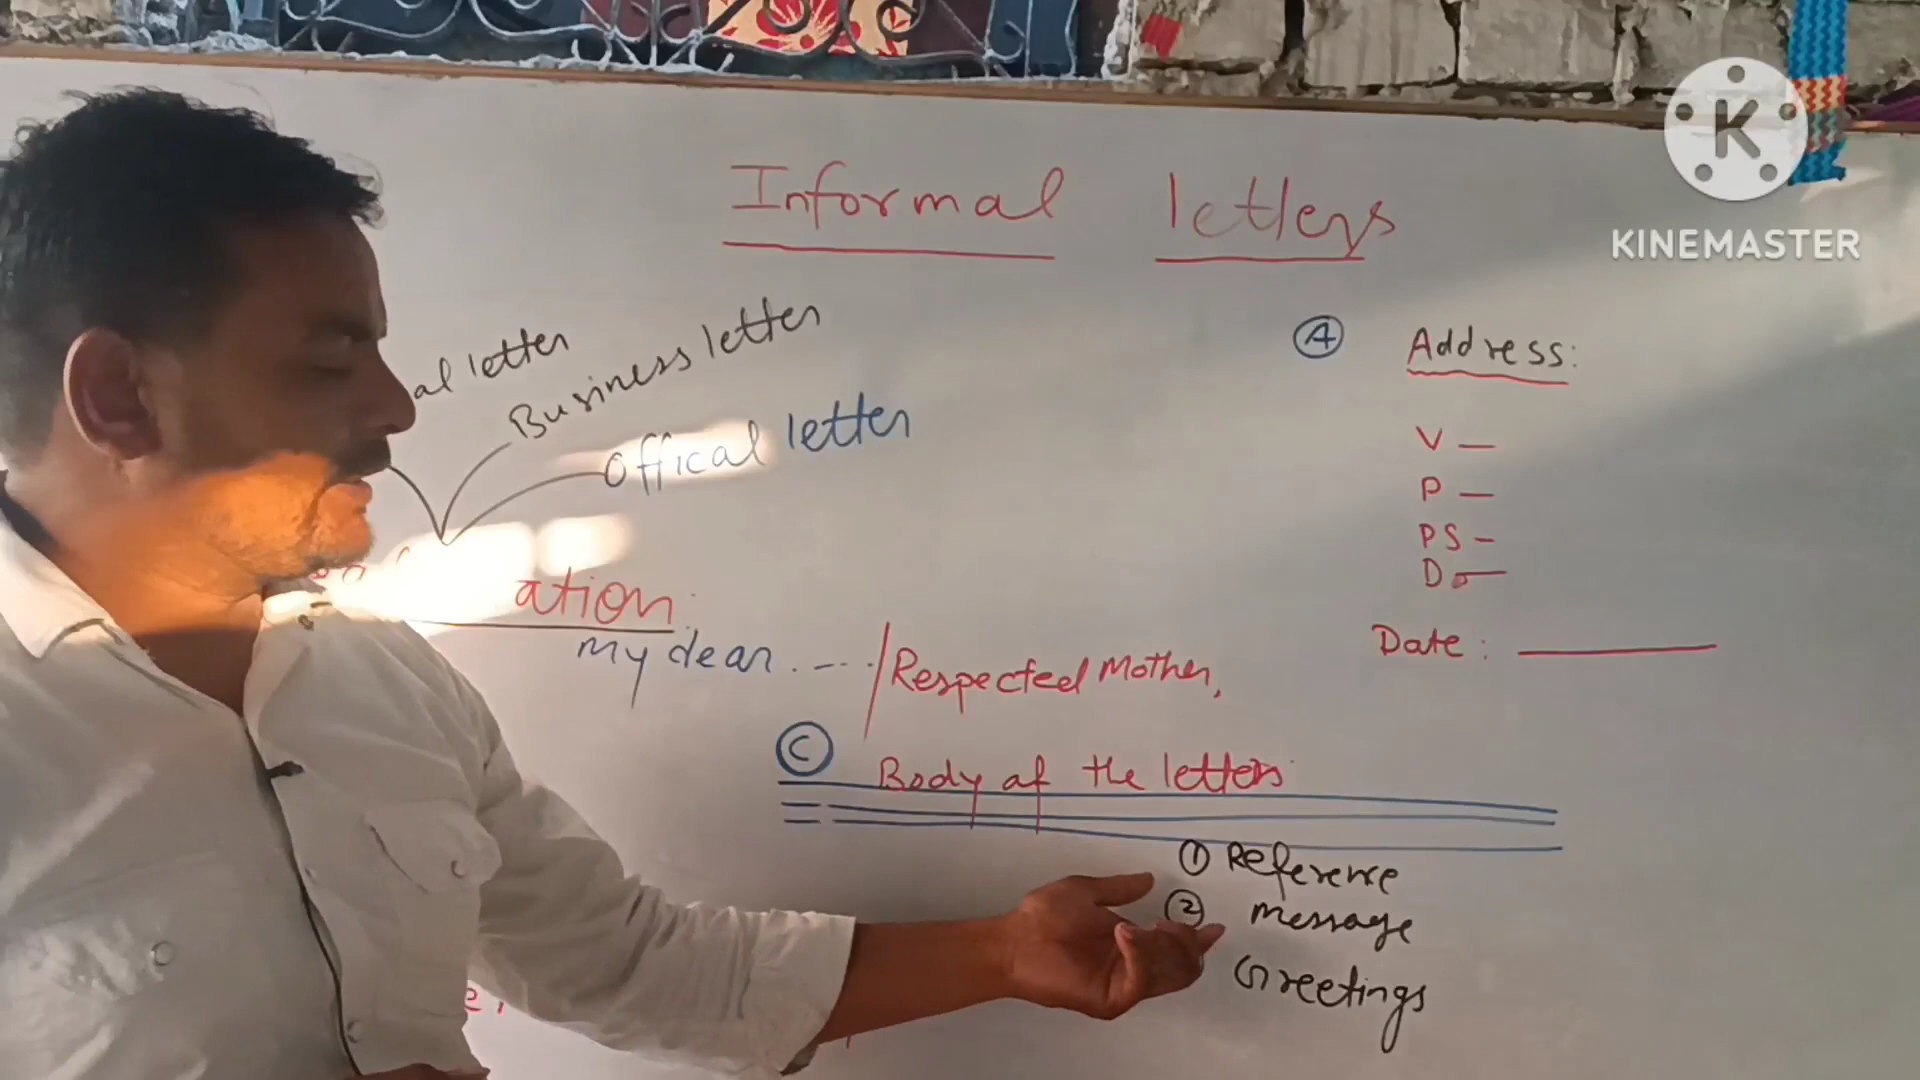 Informal letters
K
KINEMASTER
al letter
Business letter
Offical letter
A Address:
V —
P —
PS -
D —
Date : ______
ation
My dear . --- . / Respected Mother,
C Body of the letters
1 Reference
2 Message
Greetings